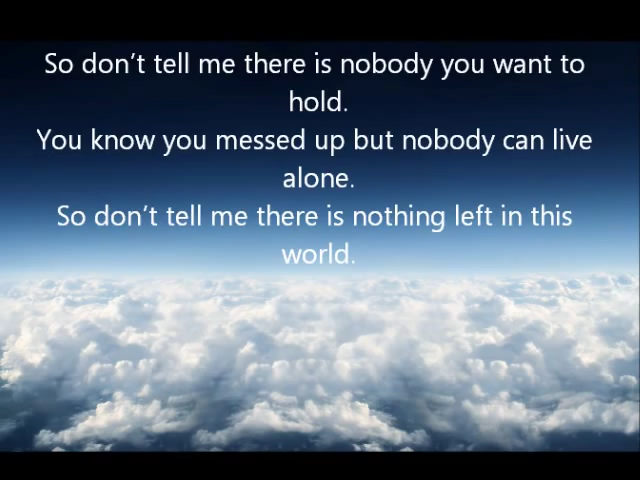 So don’t tell me there is nobody you want to
hold.
You know you messed up but nobody can live
alone.
So don’t tell me there is nothing left in this
world.